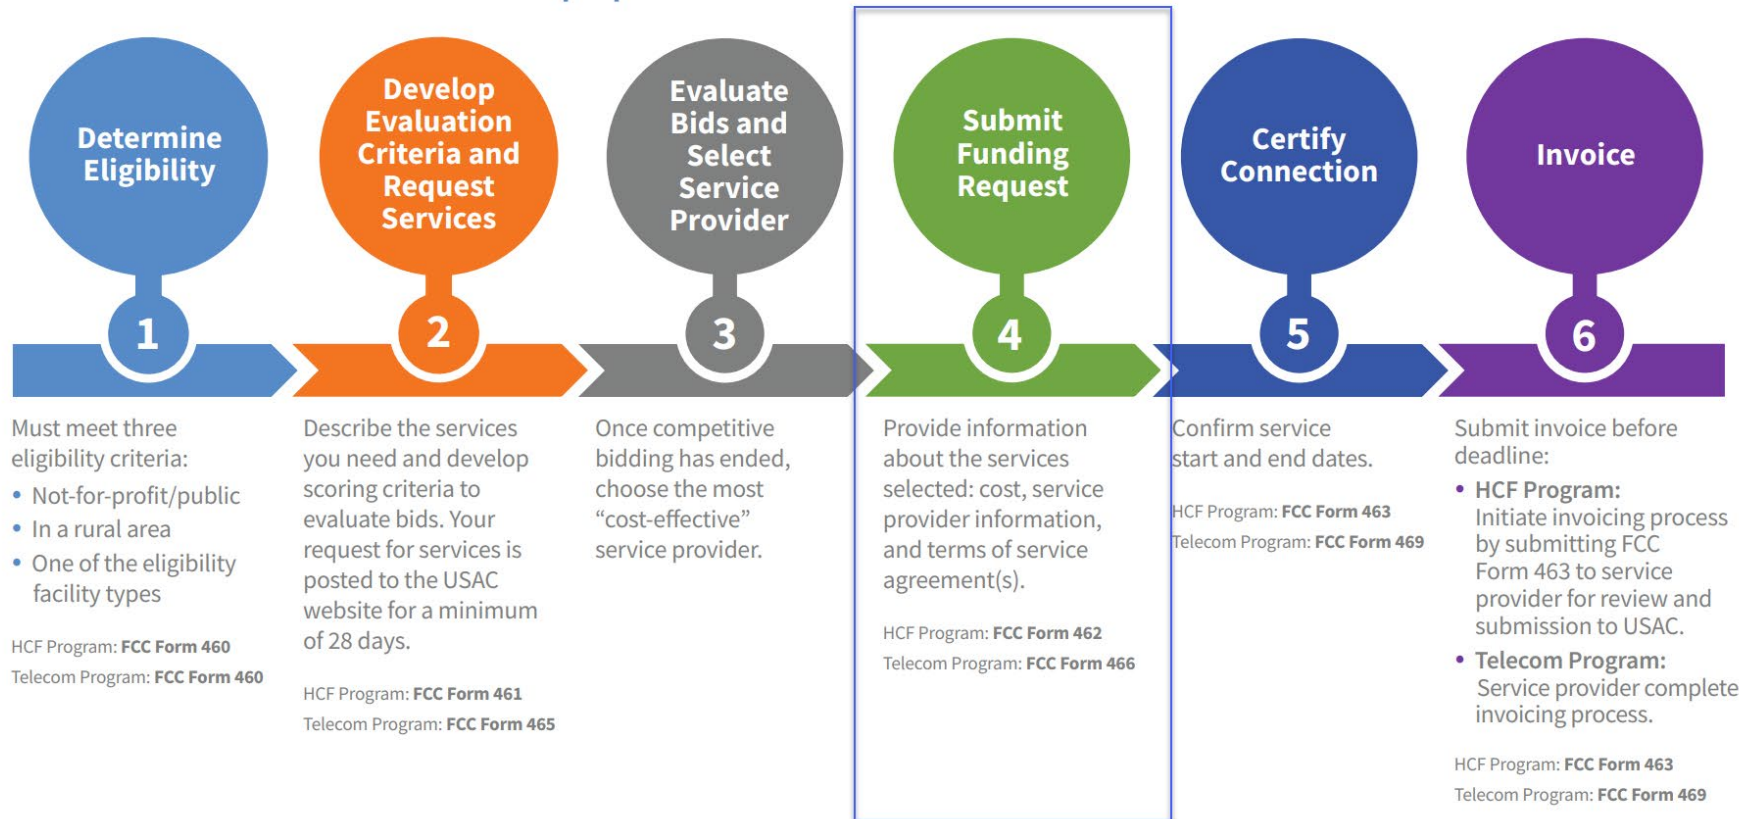 Determine
Eligibility
Develop
Evaluation
Criteria and
Request
Services
Evaluate
Bids and
Select
Service
Provider
Submit
Funding
Request
Certify
Connection
Invoice
1
2
3
4
5
6
Must meet three
eligibility criteria:
• Not-for-profit/public
• In a rural area
• One of the eligibility
facility types
HCF Program: FCC Form 460
Telecom Program: FCC Form 460
Describe the services
you need and develop
scoring criteria to
evaluate bids. Your
request for services is
posted to the USAC
website for a minimum
of 28 days.
HCF Program: FCC Form 461
Telecom Program: FCC Form 465
Once competitive
bidding has ended,
choose the most
“cost-effective”
service provider.
Provide information
about the services
selected: cost, service
provider information,
and terms of service
agreement(s).
HCF Program: FCC Form 462
Telecom Program: FCC Form 466
Confirm service
start and end dates.
HCF Program: FCC Form 463
Telecom Program: FCC Form 469
Submit invoice before
deadline:
• HCF Program:
Initiate invoicing process
by submitting FCC
Form 463 to service
provider for review and
submission to USAC.
• Telecom Program:
Service provider complete
invoicing process.
HCF Program: FCC Form 463
Telecom Program: FCC Form 469